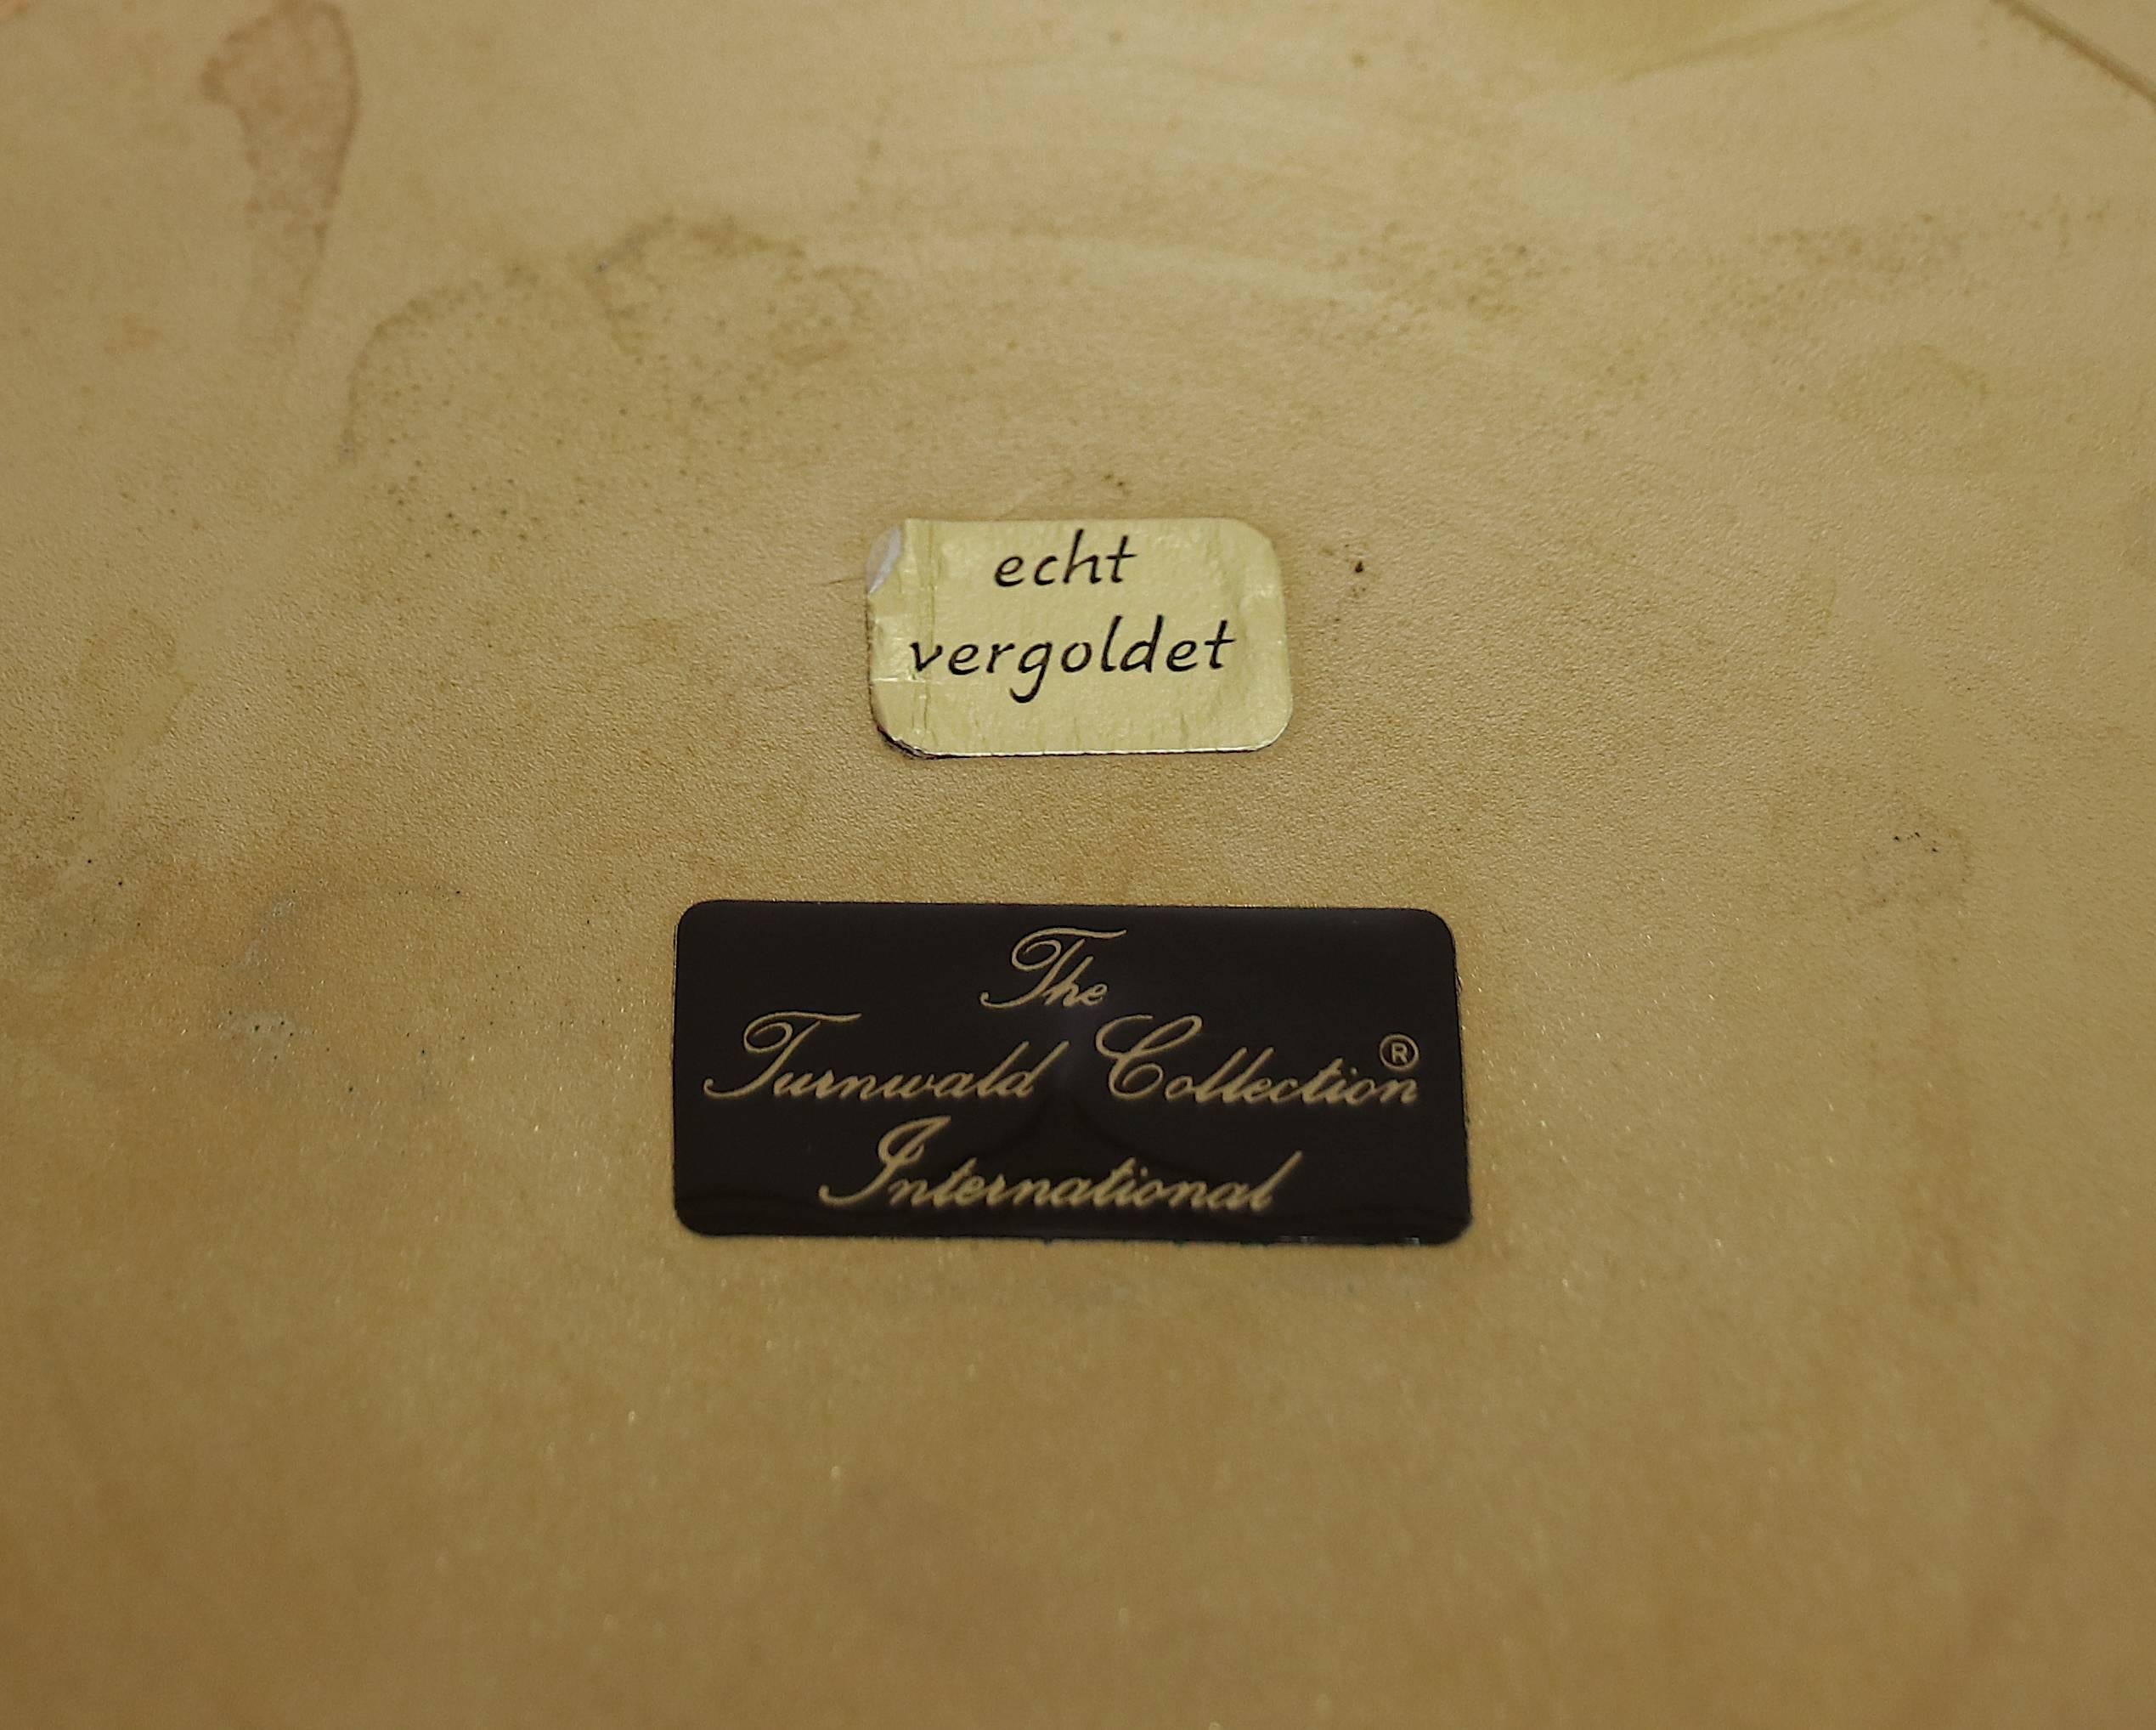 echt
vergoldet
The
Turnwald Collection®
International